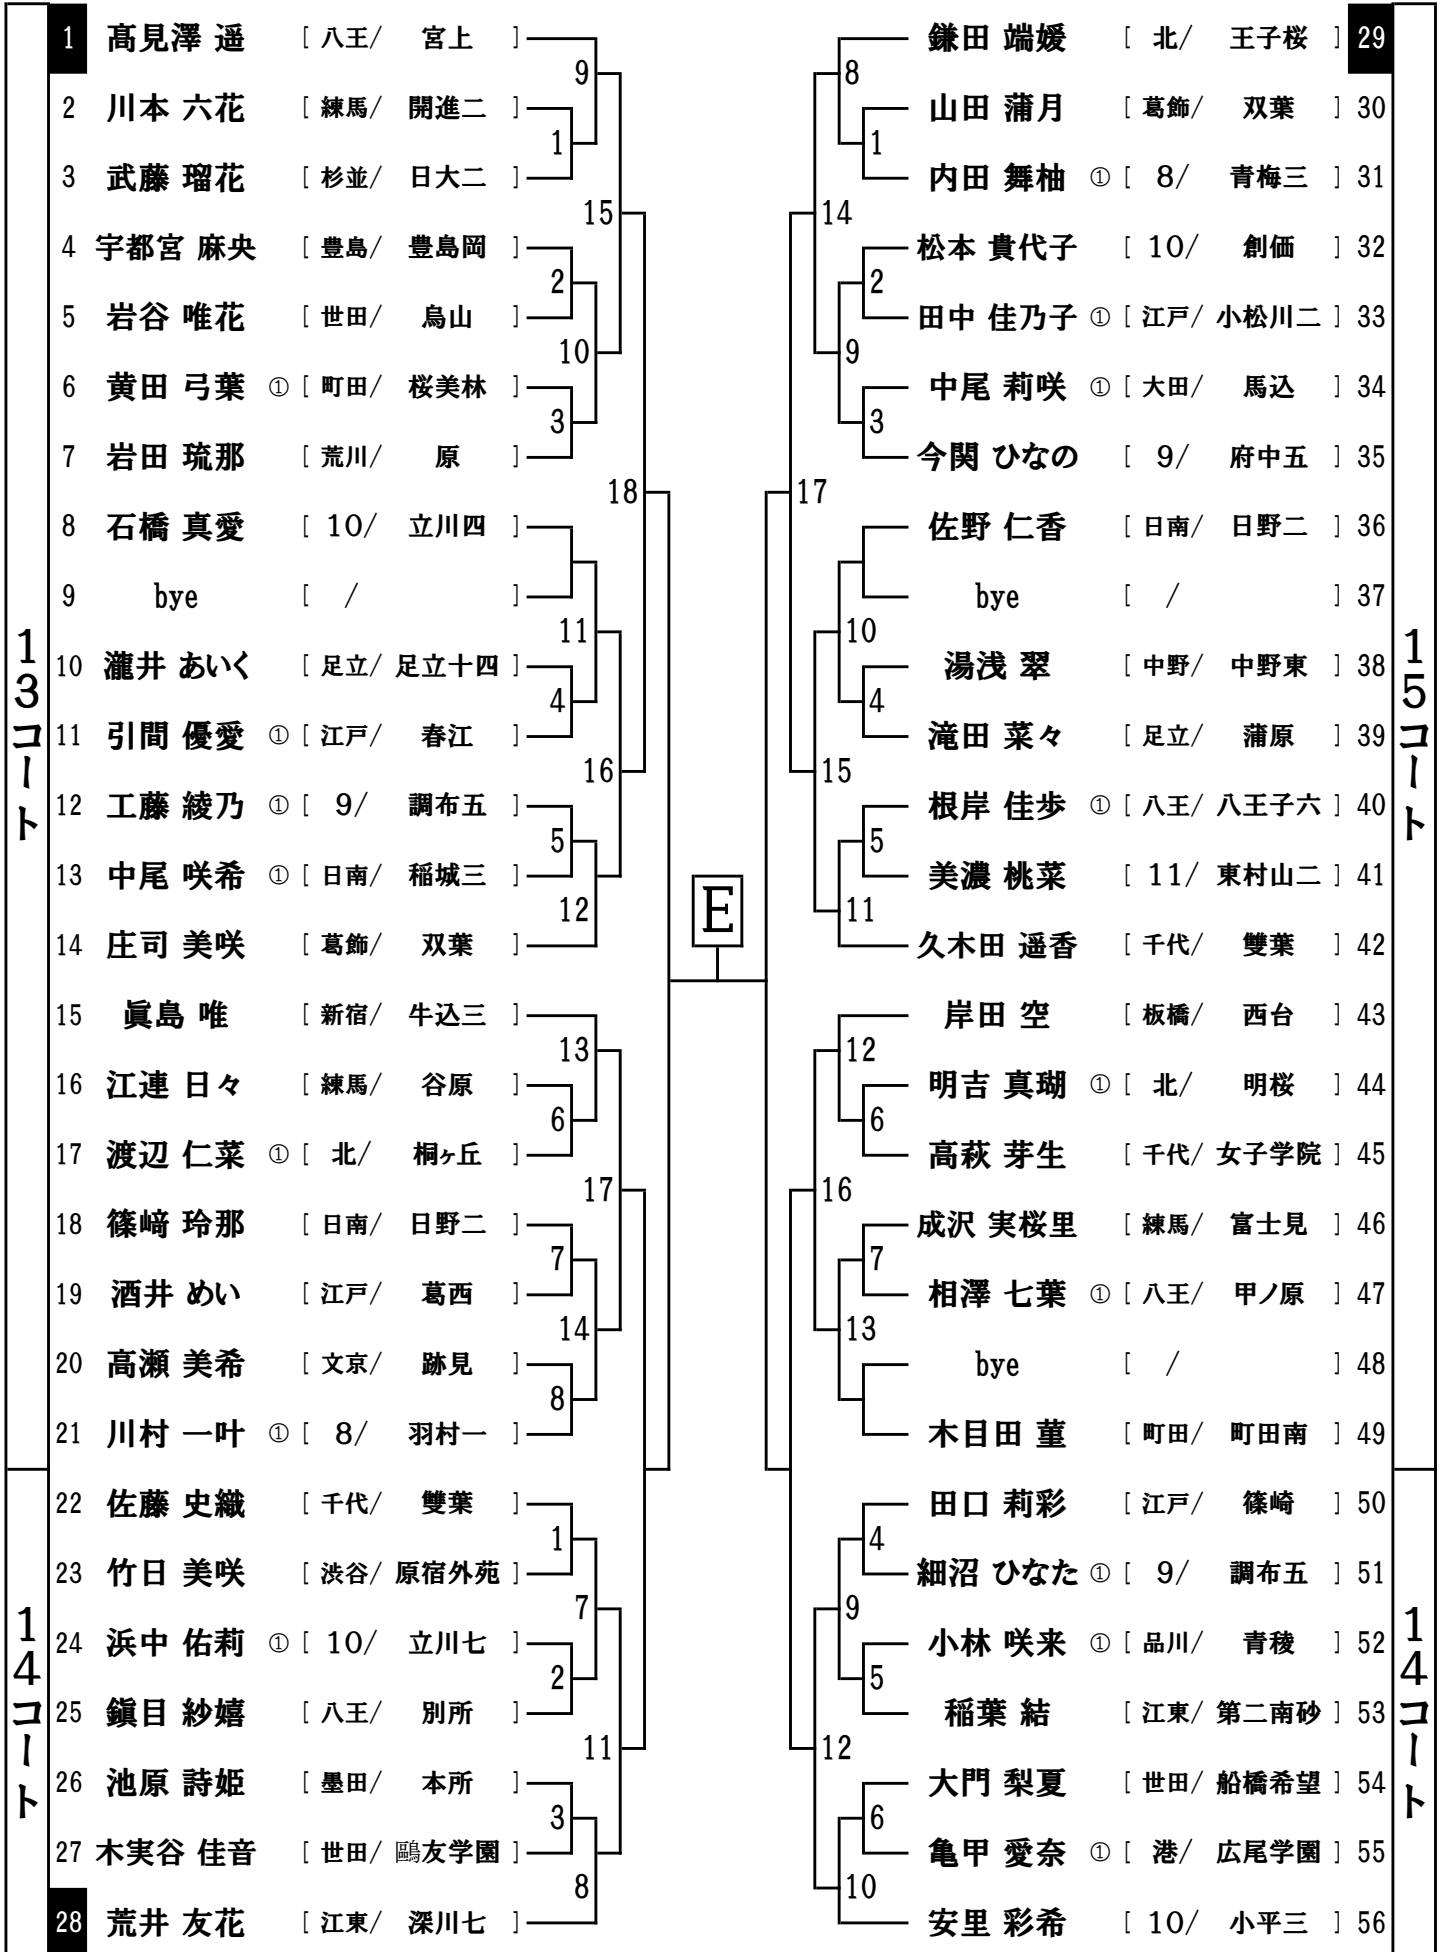 1 髙見澤 遥 [ 八王/ 宮上 ]
2 川本 六花 [ 練馬/ 開進二 ]
3 武藤 瑠花 [ 杉並/ 日大二 ]
4 宇都宮 麻央 [ 豊島/ 豊島岡 ]
5 岩谷 唯花 [ 世田/ 烏山 ]
6 黄田 弓葉 ① [ 町田/ 桜美林 ]
7 岩田 琉那 [ 荒川/ 原 ]
8 石橋 真愛 [ 10/ 立川四 ]
9 bye [ / ]
10 瀧井 あいく [ 足立/ 足立十四 ]
11 引間 優愛 ① [ 江戸/ 春江 ]
12 工藤 綾乃 ① [ 9/ 調布五 ]
13 中尾 咲希 ① [ 日南/ 稲城三 ]
14 庄司 美咲 [ 葛飾/ 双葉 ]
15 眞島 唯 [ 新宿/ 牛込三 ]
16 江連 日々 [ 練馬/ 谷原 ]
17 渡辺 仁菜 ① [ 北/ 桐ヶ丘 ]
18 篠﨑 玲那 [ 日南/ 日野二 ]
19 酒井 めい [ 江戸/ 葛西 ]
20 高瀬 美希 [ 文京/ 跡見 ]
21 川村 一叶 ① [ 8/ 羽村一 ]
22 佐藤 史織 [ 千代/ 雙葉 ]
23 竹日 美咲 [ 渋谷/ 原宿外苑 ]
24 浜中 佑莉 ① [ 10/ 立川七 ]
25 鎭目 紗嬉 [ 八王/ 別所 ]
26 池原 詩姫 [ 墨田/ 本所 ]
27 木実谷 佳音 [ 世田/ 鷗友学園 ]
28 荒井 友花 [ 江東/ 深川七 ]
13コート
14コート
9
1
15
2
10
3
18
11
4
16
5
12
13
6
17
7
14
8
1
7
2
11
3
8
E
鎌田 端媛 [ 北/ 王子桜 ] 29
山田 蒲月 [ 葛飾/ 双葉 ] 30
内田 舞柚 ① [ 8/ 青梅三 ] 31
松本 貴代子 [ 10/ 創価 ] 32
田中 佳乃子 ① [ 江戸/ 小松川二 ] 33
中尾 莉咲 ① [ 大田/ 馬込 ] 34
今関 ひなの [ 9/ 府中五 ] 35
佐野 仁香 [ 日南/ 日野二 ] 36
bye [ / ] 37
湯浅 翠 [ 中野/ 中野東 ] 38
滝田 菜々 [ 足立/ 蒲原 ] 39
根岸 佳歩 ① [ 八王/ 八王子六 ] 40
美濃 桃菜 [ 11/ 東村山二 ] 41
久木田 遥香 [ 千代/ 雙葉 ] 42
岸田 空 [ 板橋/ 西台 ] 43
明吉 真瑚 ① [ 北/ 明桜 ] 44
高萩 芽生 [ 千代/ 女子学院 ] 45
成沢 実桜里 [ 練馬/ 富士見 ] 46
相澤 七葉 ① [ 八王/ 甲ノ原 ] 47
bye [ / ] 48
木目田 菫 [ 町田/ 町田南 ] 49
田口 莉彩 [ 江戸/ 篠崎 ] 50
細沼 ひなた ① [ 9/ 調布五 ] 51
小林 咲来 ① [ 品川/ 青稜 ] 52
稲葉 結 [ 江東/ 第二南砂 ] 53
大門 梨夏 [ 世田/ 船橋希望 ] 54
亀甲 愛奈 ① [ 港/ 広尾学園 ] 55
安里 彩希 [ 10/ 小平三 ] 56
8
1
14
2
9
3
17
10
4
15
5
11
12
6
16
7
13
4
9
5
12
6
10
15コート
14コート